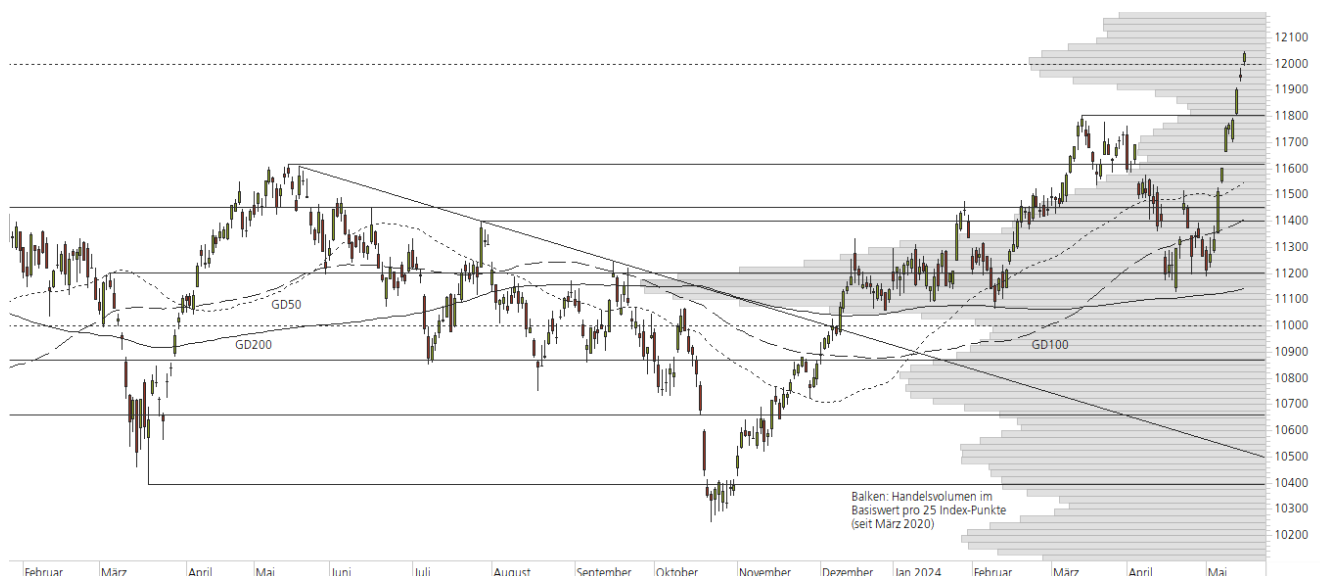 12100
12000
11900
11800
11700
11600
11500
11400
11300
11200
11100
11000
10900
10800
10700
10600
10500
10400
10300
10200
GD50
GD200
GD100
Balken: Handelsvolumen im
Basiswert pro 25 Index-Punkte
(seit März 2020)
Februar März April Mai Juni Juli August September Oktober November Dezember Jan 2024 Februar März April Mai